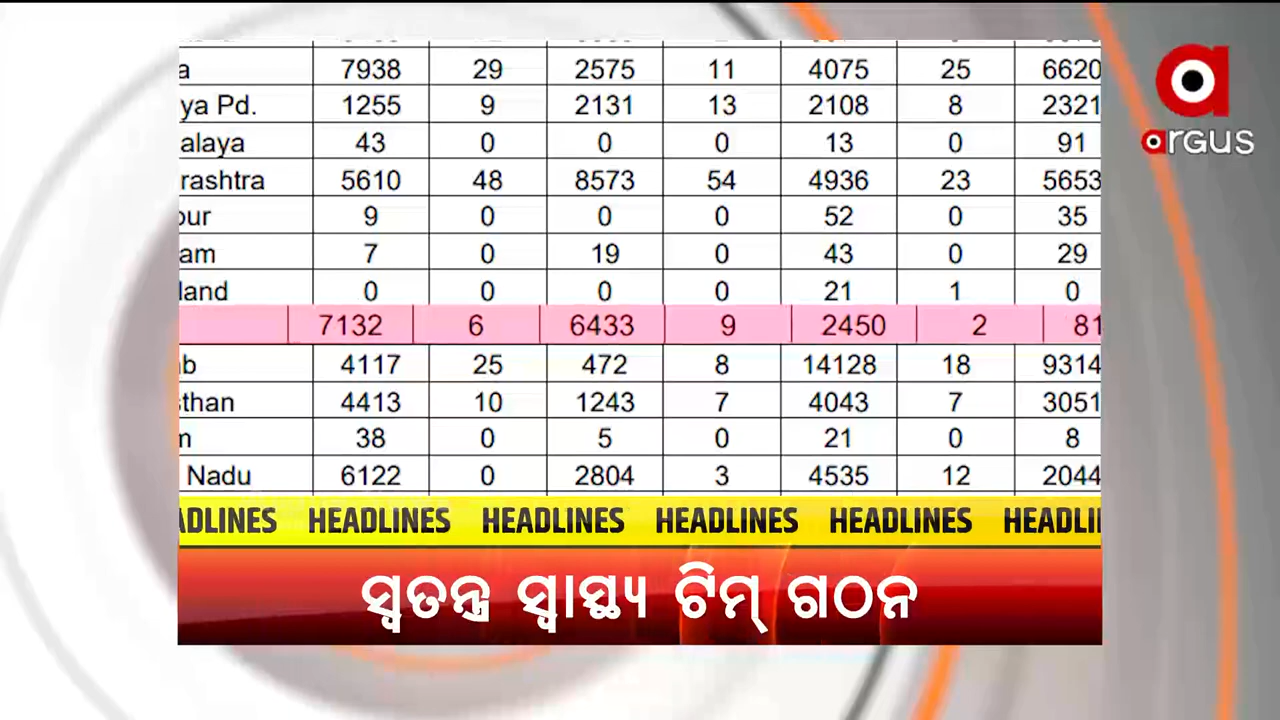 argus
a 7938 29 2575 11 4075 25 6620
ya Pd. 1255 9 2131 13 2108 8 2321
alaya 43 0 0 0 13 0 91
rashtra 5610 48 8573 54 4936 23 5653
our 9 0 0 0 52 0 35
am 7 0 19 0 43 0 29
land 0 0 0 0 21 1 0
7132 6 6433 9 2450 2 81
ab 4117 25 472 8 14128 18 9314
sthan 4413 10 1243 7 4043 7 3051
m 38 0 5 0 21 0 8
Nadu 6122 0 2804 3 4535 12 2044
ADLINES HEADLINES HEADLINES HEADLINES HEADLINES HEADLI
ସ୍ୱତନ୍ତ୍ର ସ୍ୱାସ୍ଥ୍ୟ ଟିମ୍ ଗଠନ